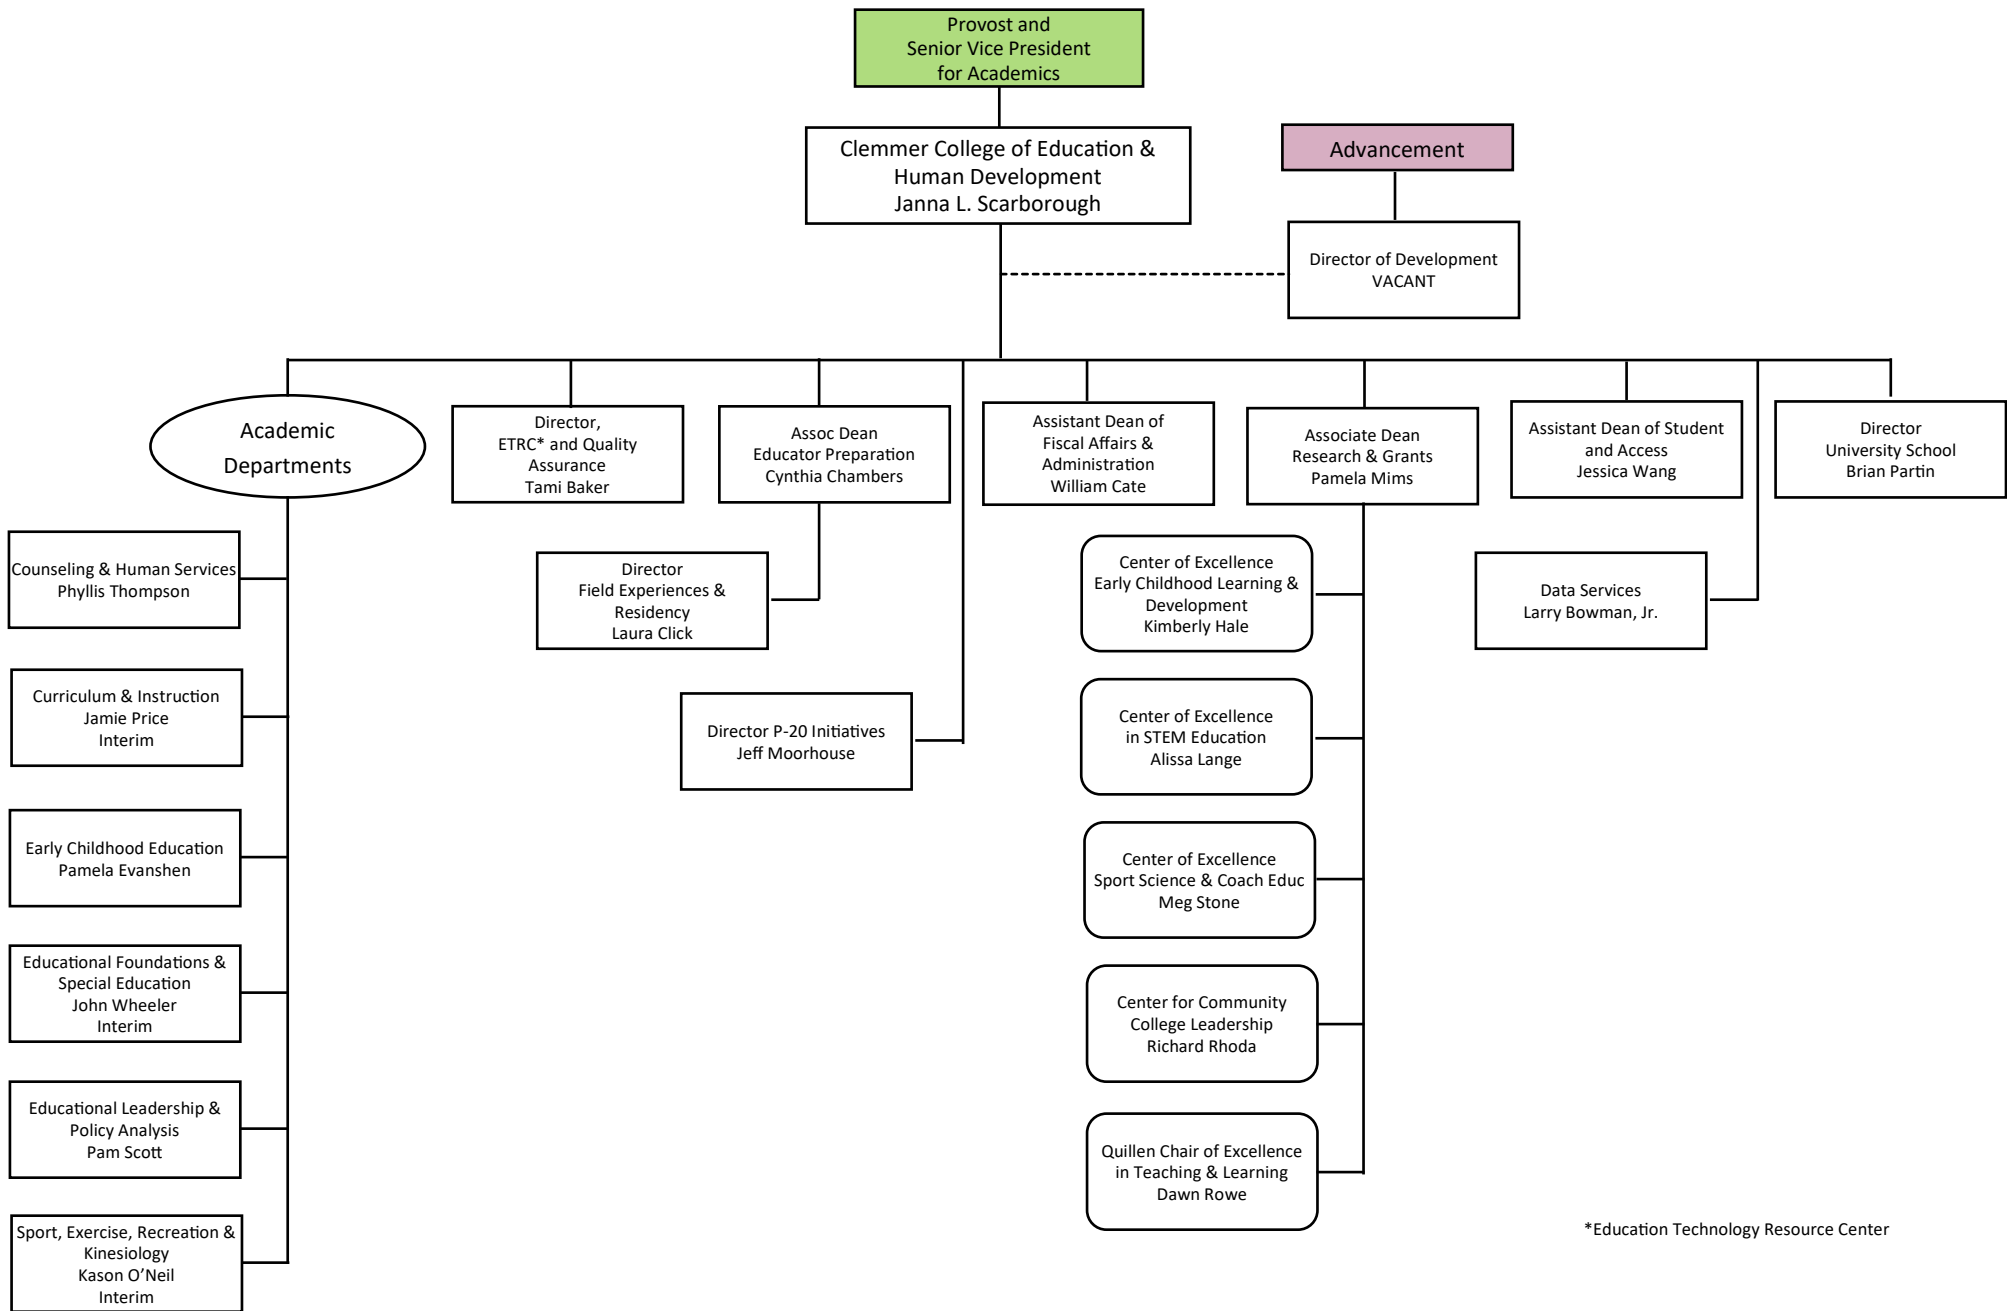 Provost and
Senior Vice President
for Academics
Clemmer College of Education &
Human Development
Janna L. Scarborough
Advancement
Director of Development
VACANT
Academic
Departments
Director,
ETRC* and Quality
Assurance
Tami Baker
Assoc Dean
Educator Preparation
Cynthia Chambers
Assistant Dean of
Fiscal Affairs &
Administration
William Cate
Associate Dean
Research & Grants
Pamela Mims
Assistant Dean of Student
and Access
Jessica Wang
Director
University School
Brian Partin
Counseling & Human Services
Phyllis Thompson
Curriculum & Instruction
Jamie Price
Interim
Early Childhood Education
Pamela Evanshen
Educational Foundations &
Special Education
John Wheeler
Interim
Educational Leadership &
Policy Analysis
Pam Scott
Sport, Exercise, Recreation &
Kinesiology
Kason O’Neil
Interim
Director
Field Experiences &
Residency
Laura Click
Director P-20 Initiatives
Jeff Moorhouse
Center of Excellence
Early Childhood Learning &
Development
Kimberly Hale
Center of Excellence
in STEM Education
Alissa Lange
Center of Excellence
Sport Science & Coach Educ
Meg Stone
Center for Community
College Leadership
Richard Rhoda
Quillen Chair of Excellence
in Teaching & Learning
Dawn Rowe
Data Services
Larry Bowman, Jr.
*Education Technology Resource Center